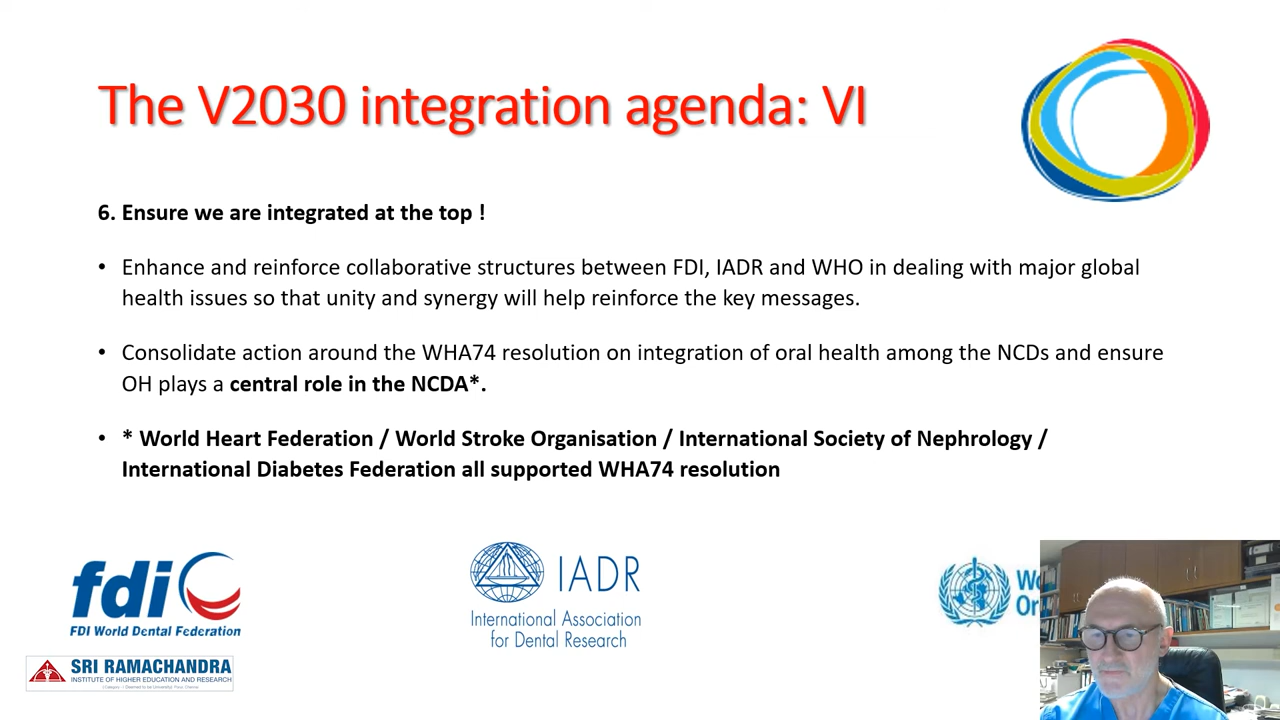 The V2030 integration agenda: VI
6. Ensure we are integrated at the top !
• Enhance and reinforce collaborative structures between FDI, IADR and WHO in dealing with major global
health issues so that unity and synergy will help reinforce the key messages.
• Consolidate action around the WHA74 resolution on integration of oral health among the NCDs and ensure
OH plays a central role in the NCDA*.
• * World Heart Federation / World Stroke Organisation / International Society of Nephrology /
International Diabetes Federation all supported WHA74 resolution
fdi
FDI World Dental Federation
IADR
International Association
for Dental Research
SRI RAMACHANDRA
INSTITUTE OF HIGHER EDUCATION AND RESEARCH